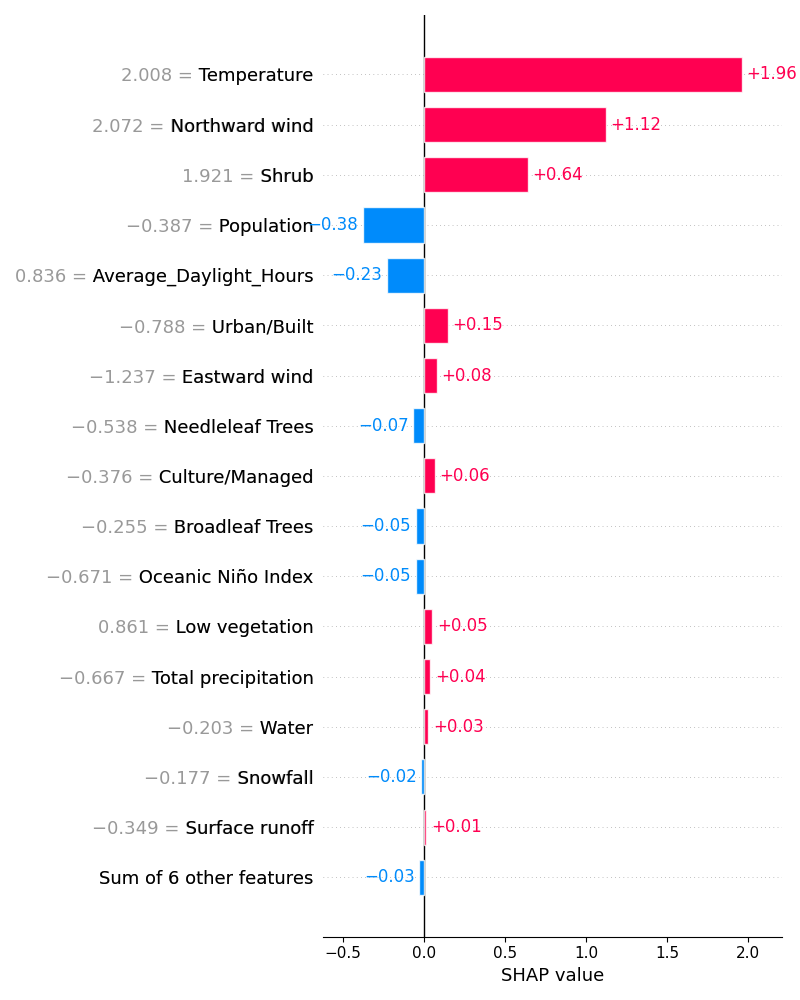 2.008 = Temperature +1.96
2.072 = Northward wind +1.12
1.921 = Shrub +0.64
−0.387 = Population −0.38
0.836 = Average_Daylight_Hours −0.23
−0.788 = Urban/Built +0.15
−1.237 = Eastward wind +0.08
−0.538 = Needleleaf Trees −0.07
−0.376 = Culture/Managed +0.06
−0.255 = Broadleaf Trees −0.05
−0.671 = Oceanic Niño Index −0.05
0.861 = Low vegetation +0.05
−0.667 = Total precipitation +0.04
−0.203 = Water +0.03
−0.177 = Snowfall −0.02
−0.349 = Surface runoff +0.01
Sum of 6 other features −0.03
−0.5 0.0 0.5 1.0 1.5 2.0
SHAP value